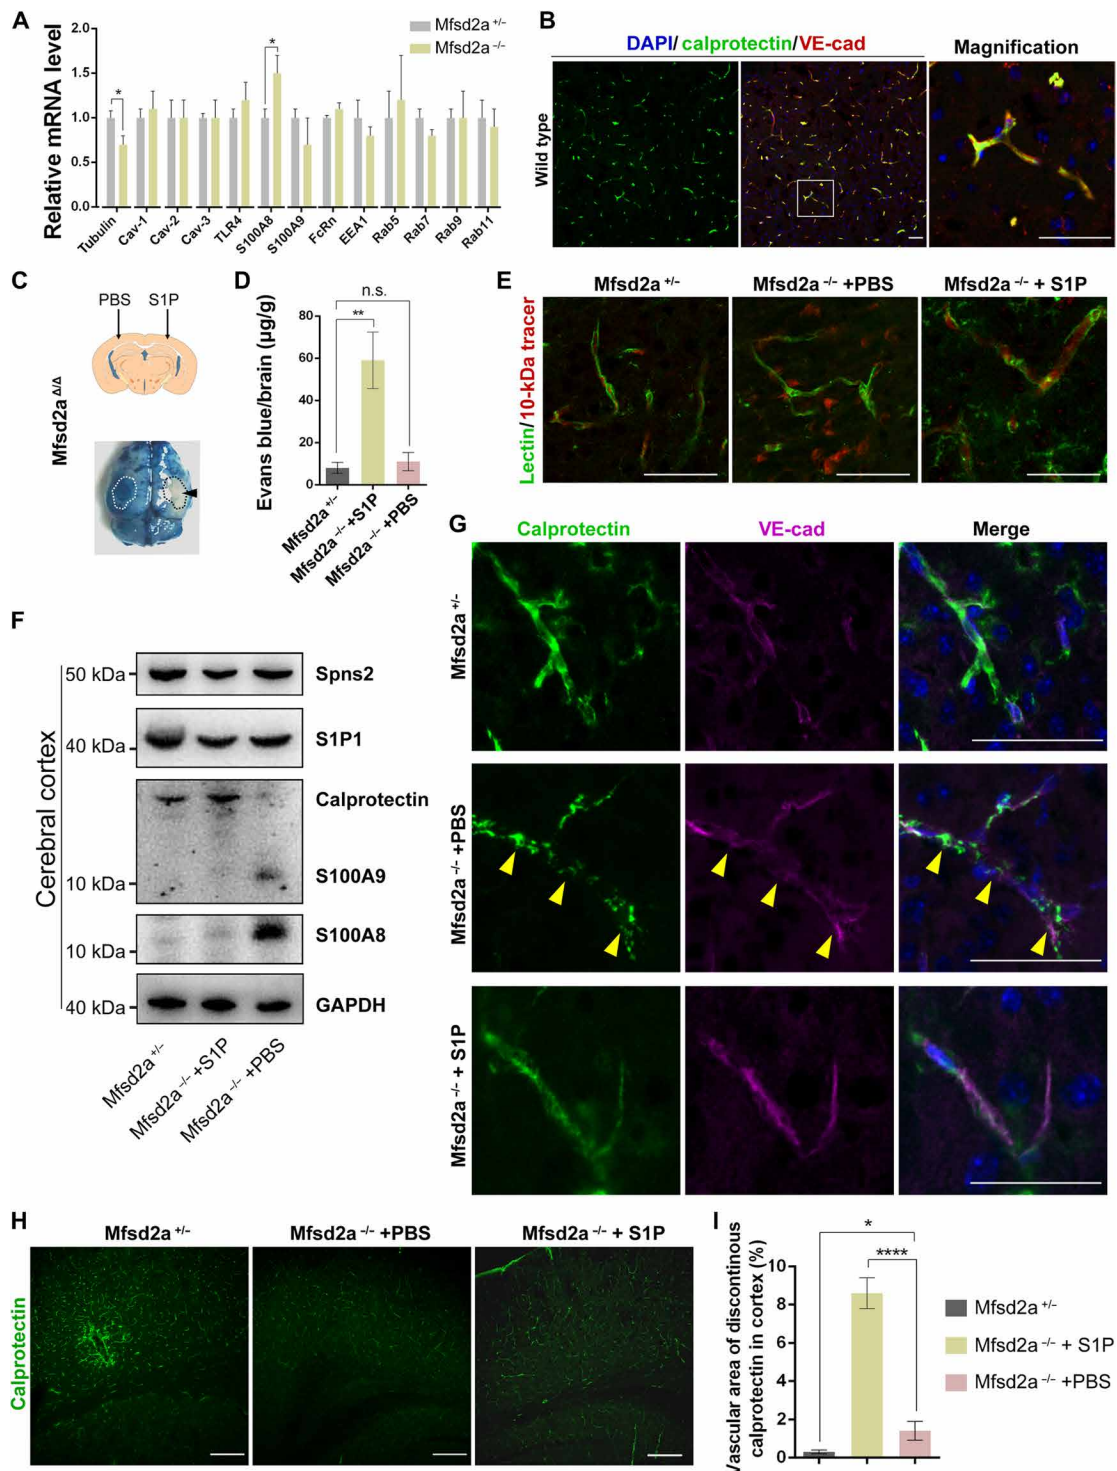 A
Relative mRNA level
2.0
1.5
1.0
0.5
0.0
Mfsd2a +/-
Mfsd2a -/-
*
*
Tubulin
Cav-1
Cav-2
Cav-3
TLR4
S100A8
S100A9
FcRn
EEA1
Rab5
Rab7
Rab9
Rab11
B
DAPI/calprotectin/VE-cad
Magnification
Wild type
C
PBS
S1P
Mfsd2a Δ/Δ
D
Evans blue/brain (μg/g)
80
60
40
20
0
n.s.
**
Mfsd2a+/-
Mfsd2a -/- +S1P
Mfsd2a -/- +PBS
E
Mfsd2a +/-
Mfsd2a -/- +PBS
Mfsd2a -/- + S1P
Lectin/10-kDa tracer
F
Cerebral cortex
50 kDa
Spns2
40 kDa
S1P1
Calprotectin
10 kDa
S100A9
10 kDa
S100A8
40 kDa
GAPDH
Mfsd2a +/-
Mfsd2a -/- +S1P
Mfsd2a -/- +PBS
G
Calprotectin
VE-cad
Merge
Mfsd2a +/-
Mfsd2a -/- +PBS
Mfsd2a -/- + S1P
H
Mfsd2a +/-
Mfsd2a -/- +PBS
Mfsd2a -/- + S1P
Calprotectin
I
Vascular area of discontinous
calprotectin in cortex (%)
10
8
6
4
2
0
*
****
Mfsd2a +/-
Mfsd2a -/- + S1P
Mfsd2a -/- +PBS